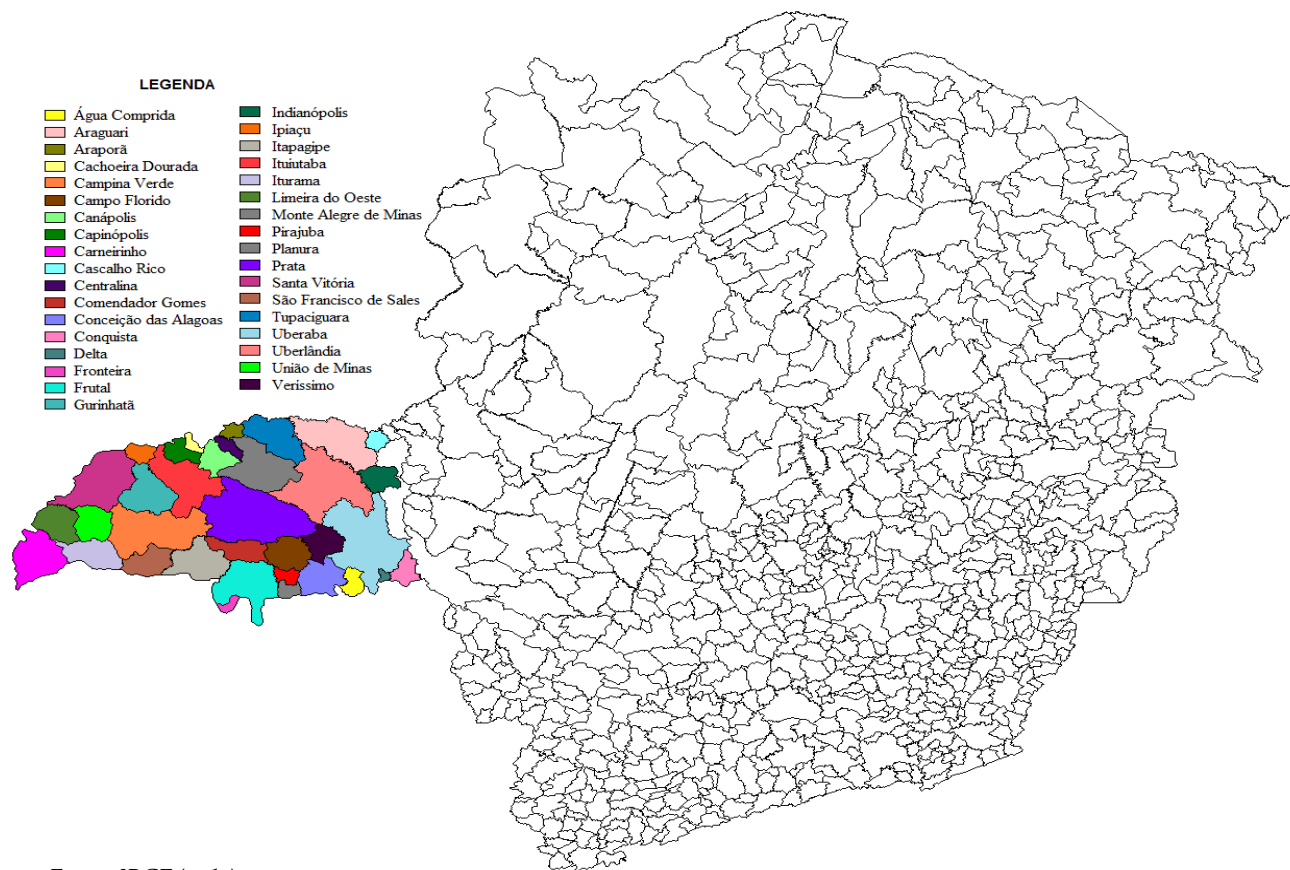 LEGENDA
Água Comprida
Araguari
Araporã
Cachoeira Dourada
Campina Verde
Campo Florido
Canápolis
Capinópolis
Carneirinho
Cascalho Rico
Centralina
Comendador Gomes
Conceição das Alagoas
Conquista
Delta
Fronteira
Frutal
Gurinhatã
Indianópolis
Ipiaçu
Itapagipe
Ituiutaba
Iturama
Limeira do Oeste
Monte Alegre de Minas
Pirajuba
Planura
Prata
Santa Vitória
São Francisco de Sales
Tupaciguara
Uberaba
Uberlândia
União de Minas
Veríssimo